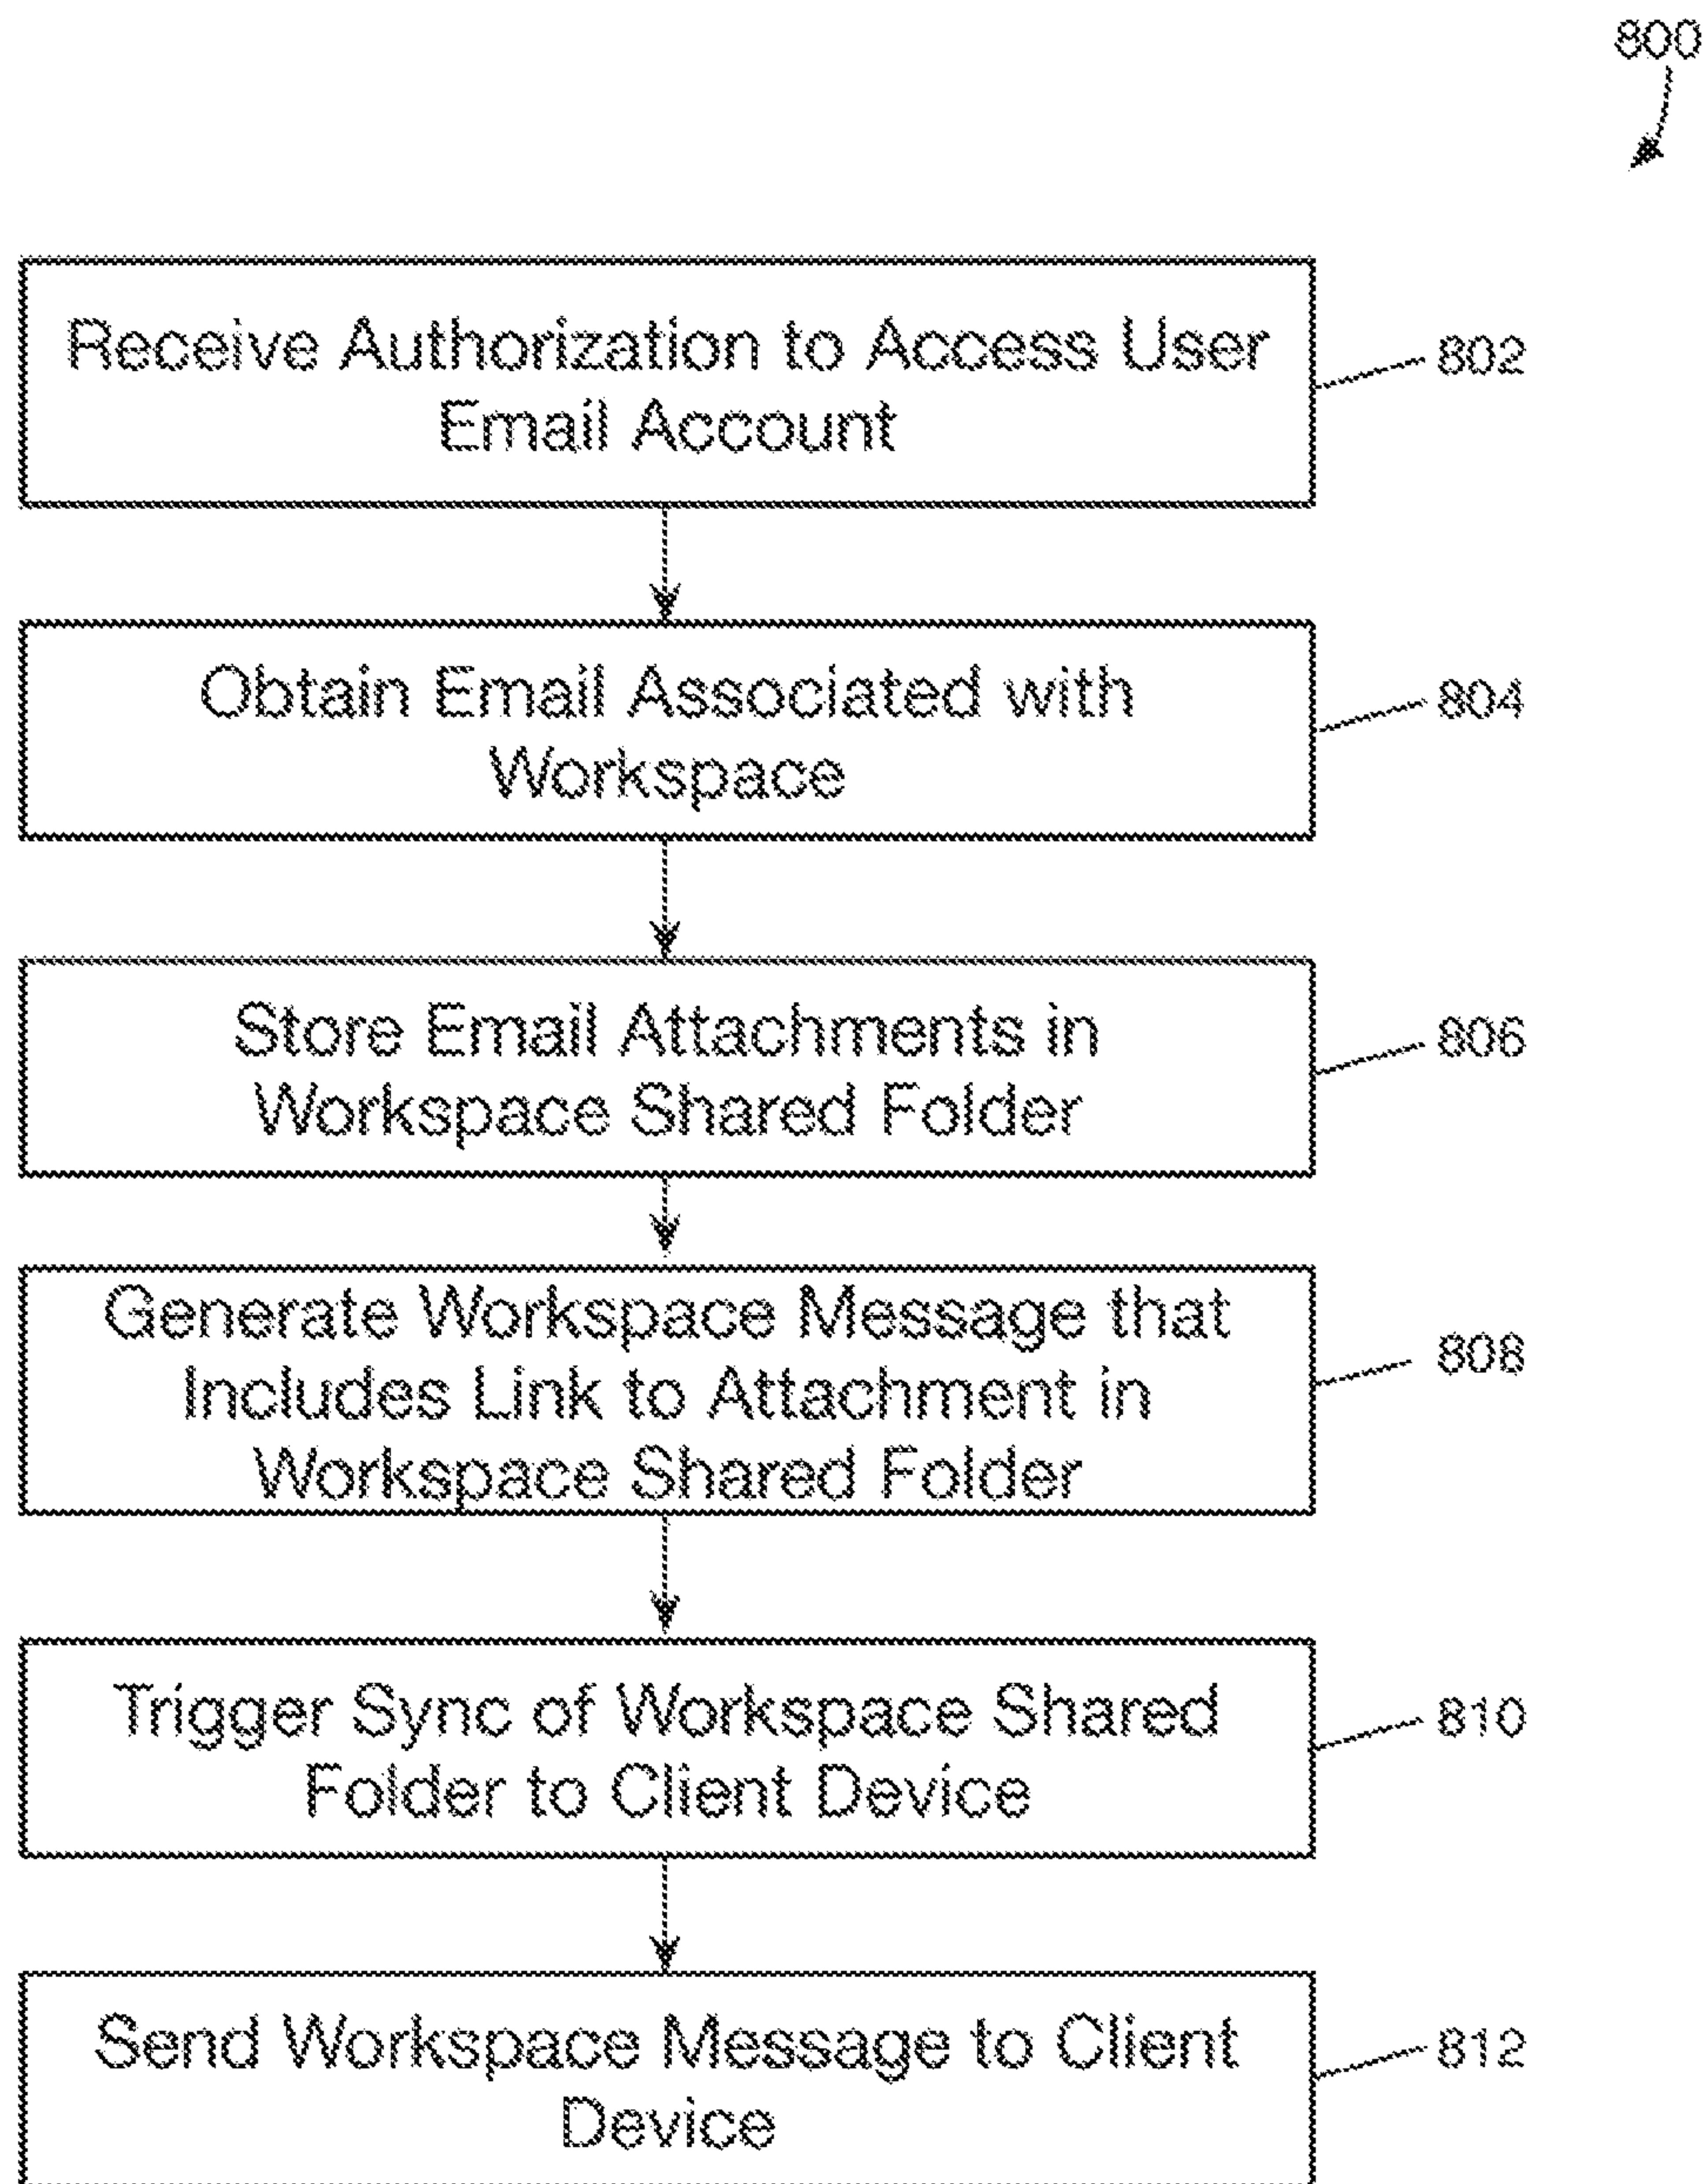 800
Receive Authorization to Access User
Email Account
802
Obtain Email Associated with
Workspace
804
Store Email Attachments in
Workspace Shared Folder
806
Generate Workspace Message that
Includes Link to Attachment in
Workspace Shared Folder
808
Trigger Sync of Workspace Shared
Folder to Client Device
810
Send Workspace Message to Client
Device
812